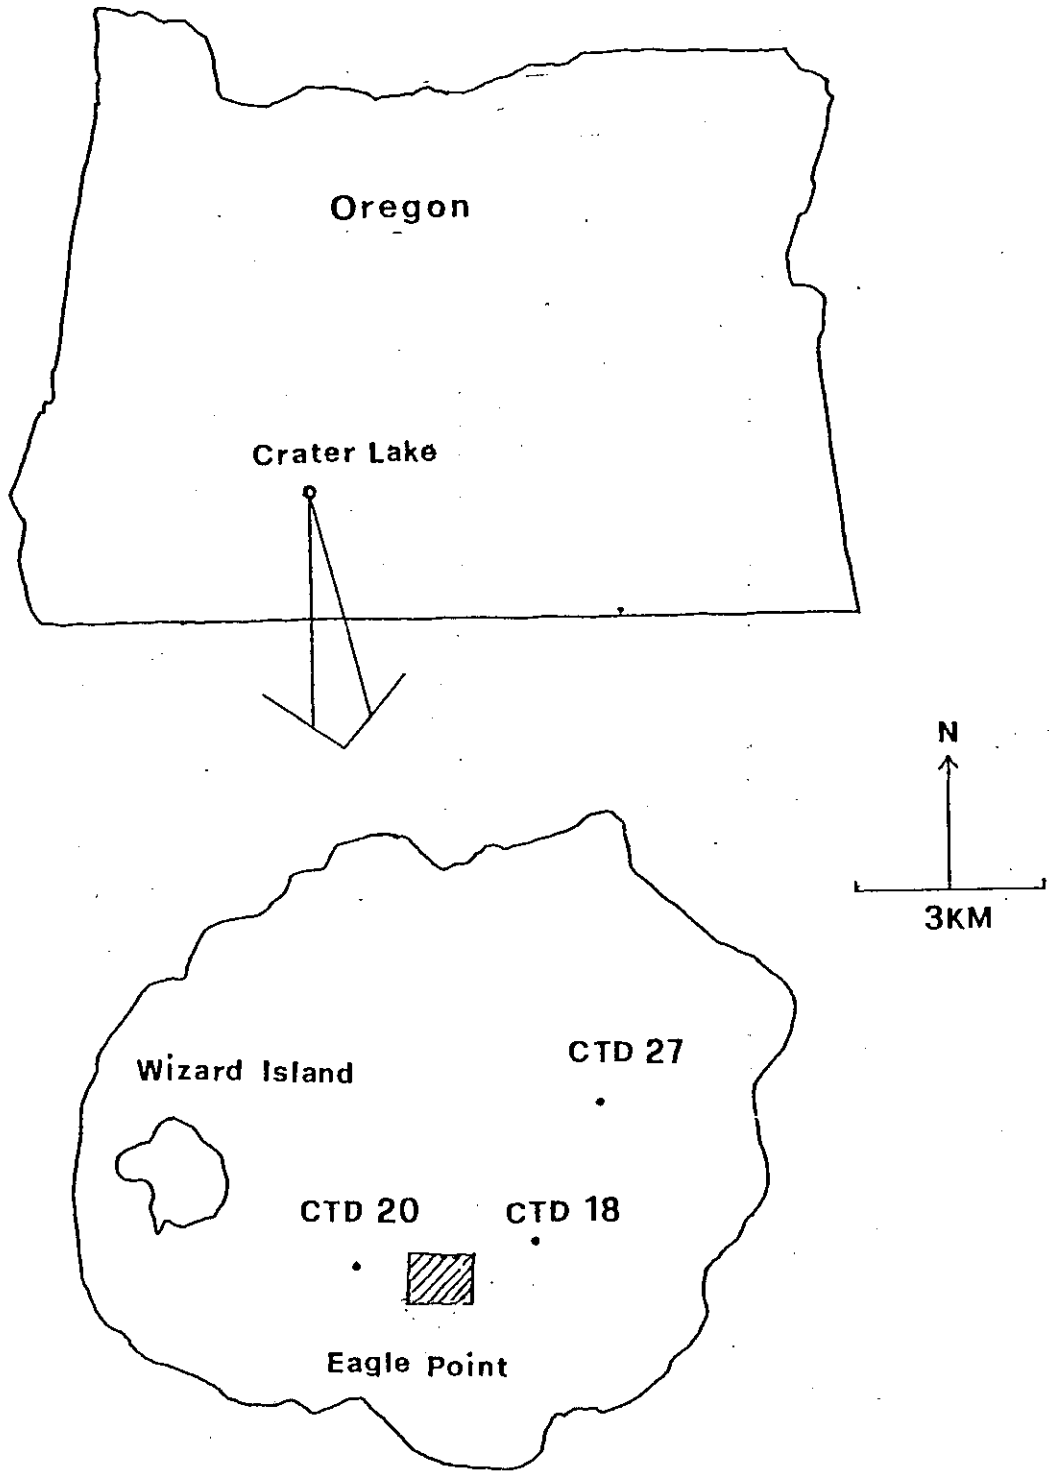 Oregon
Crater Lake
N
3KM
CTD 27
Wizard Island
CTD 20
CTD 18
Eagle Point